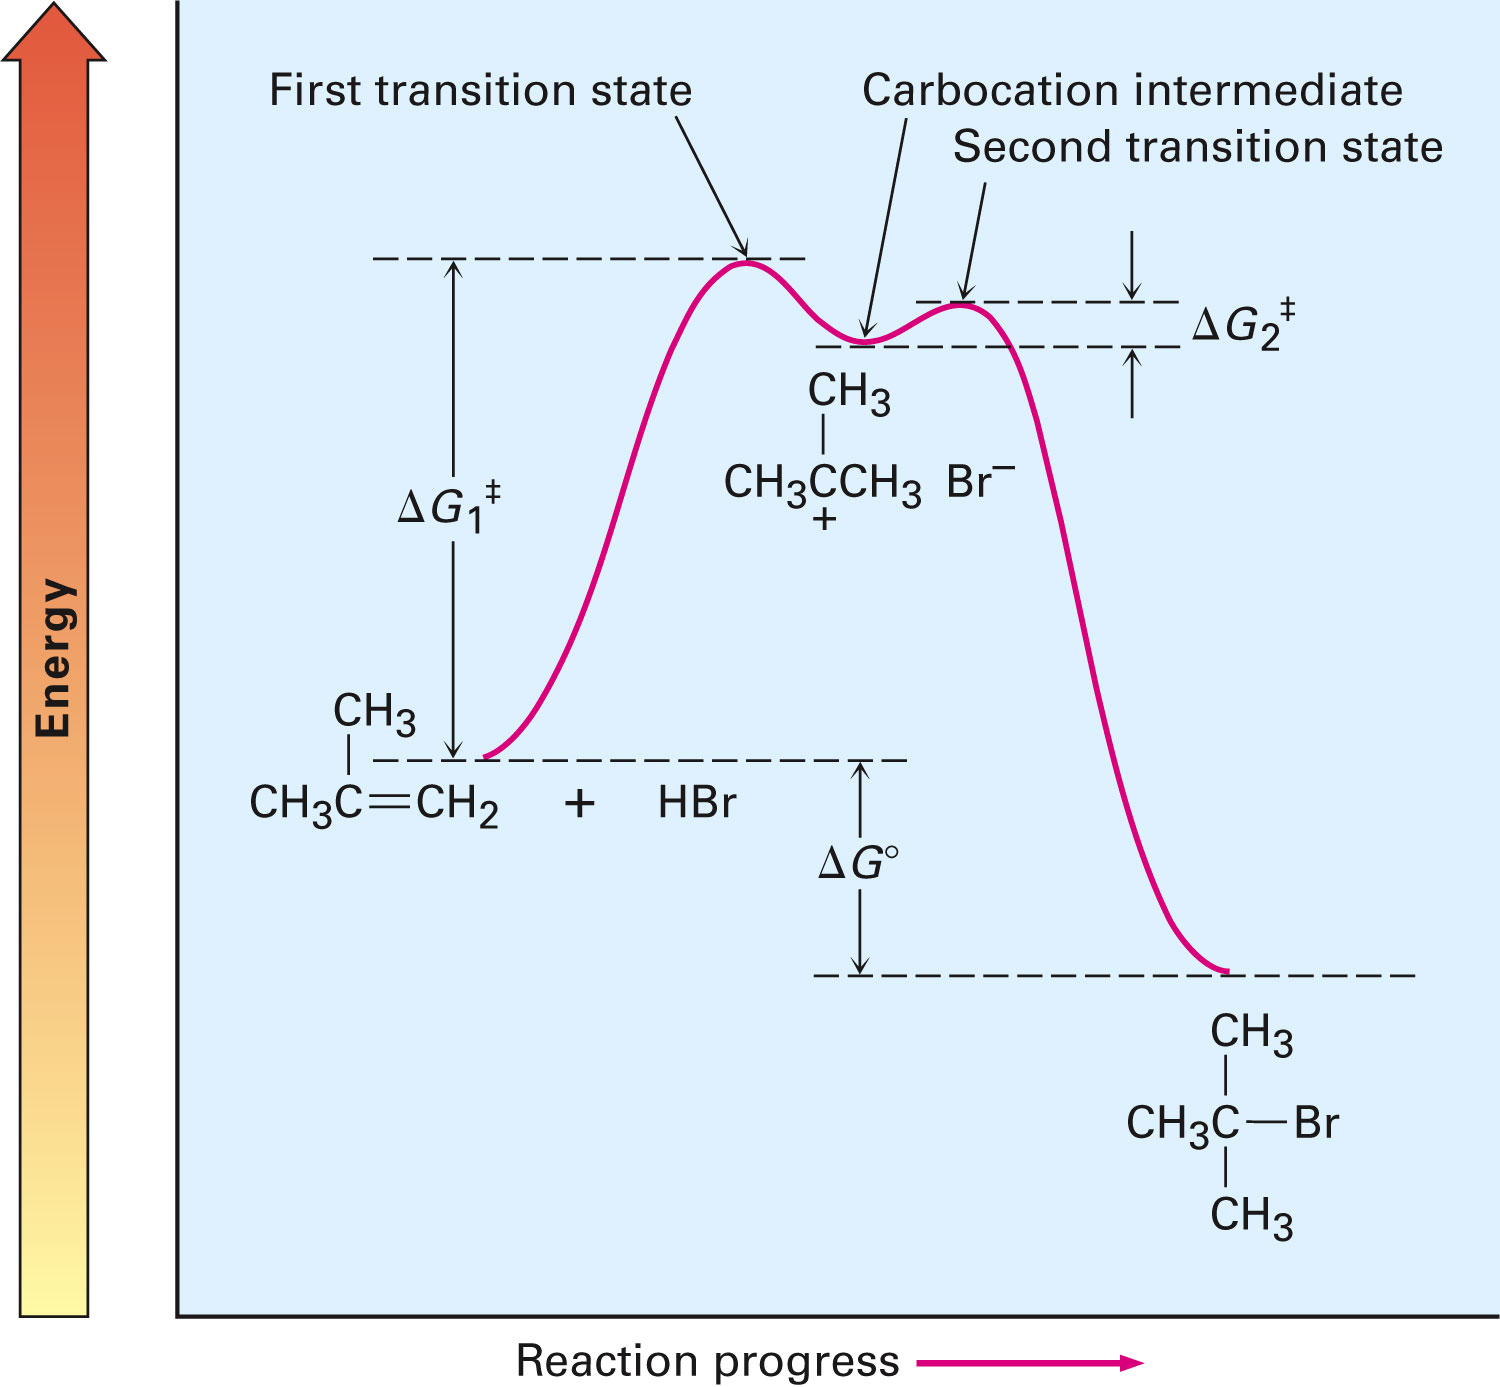 First transition state
Carbocation intermediate
Second transition state
ΔG₂‡
CH₃
CH₃CCH₃ Br⁻
+
ΔG₁‡
Energy
CH₃
CH₃C=CH₂ + HBr
ΔG°
CH₃
CH₃C—Br
CH₃
Reaction progress